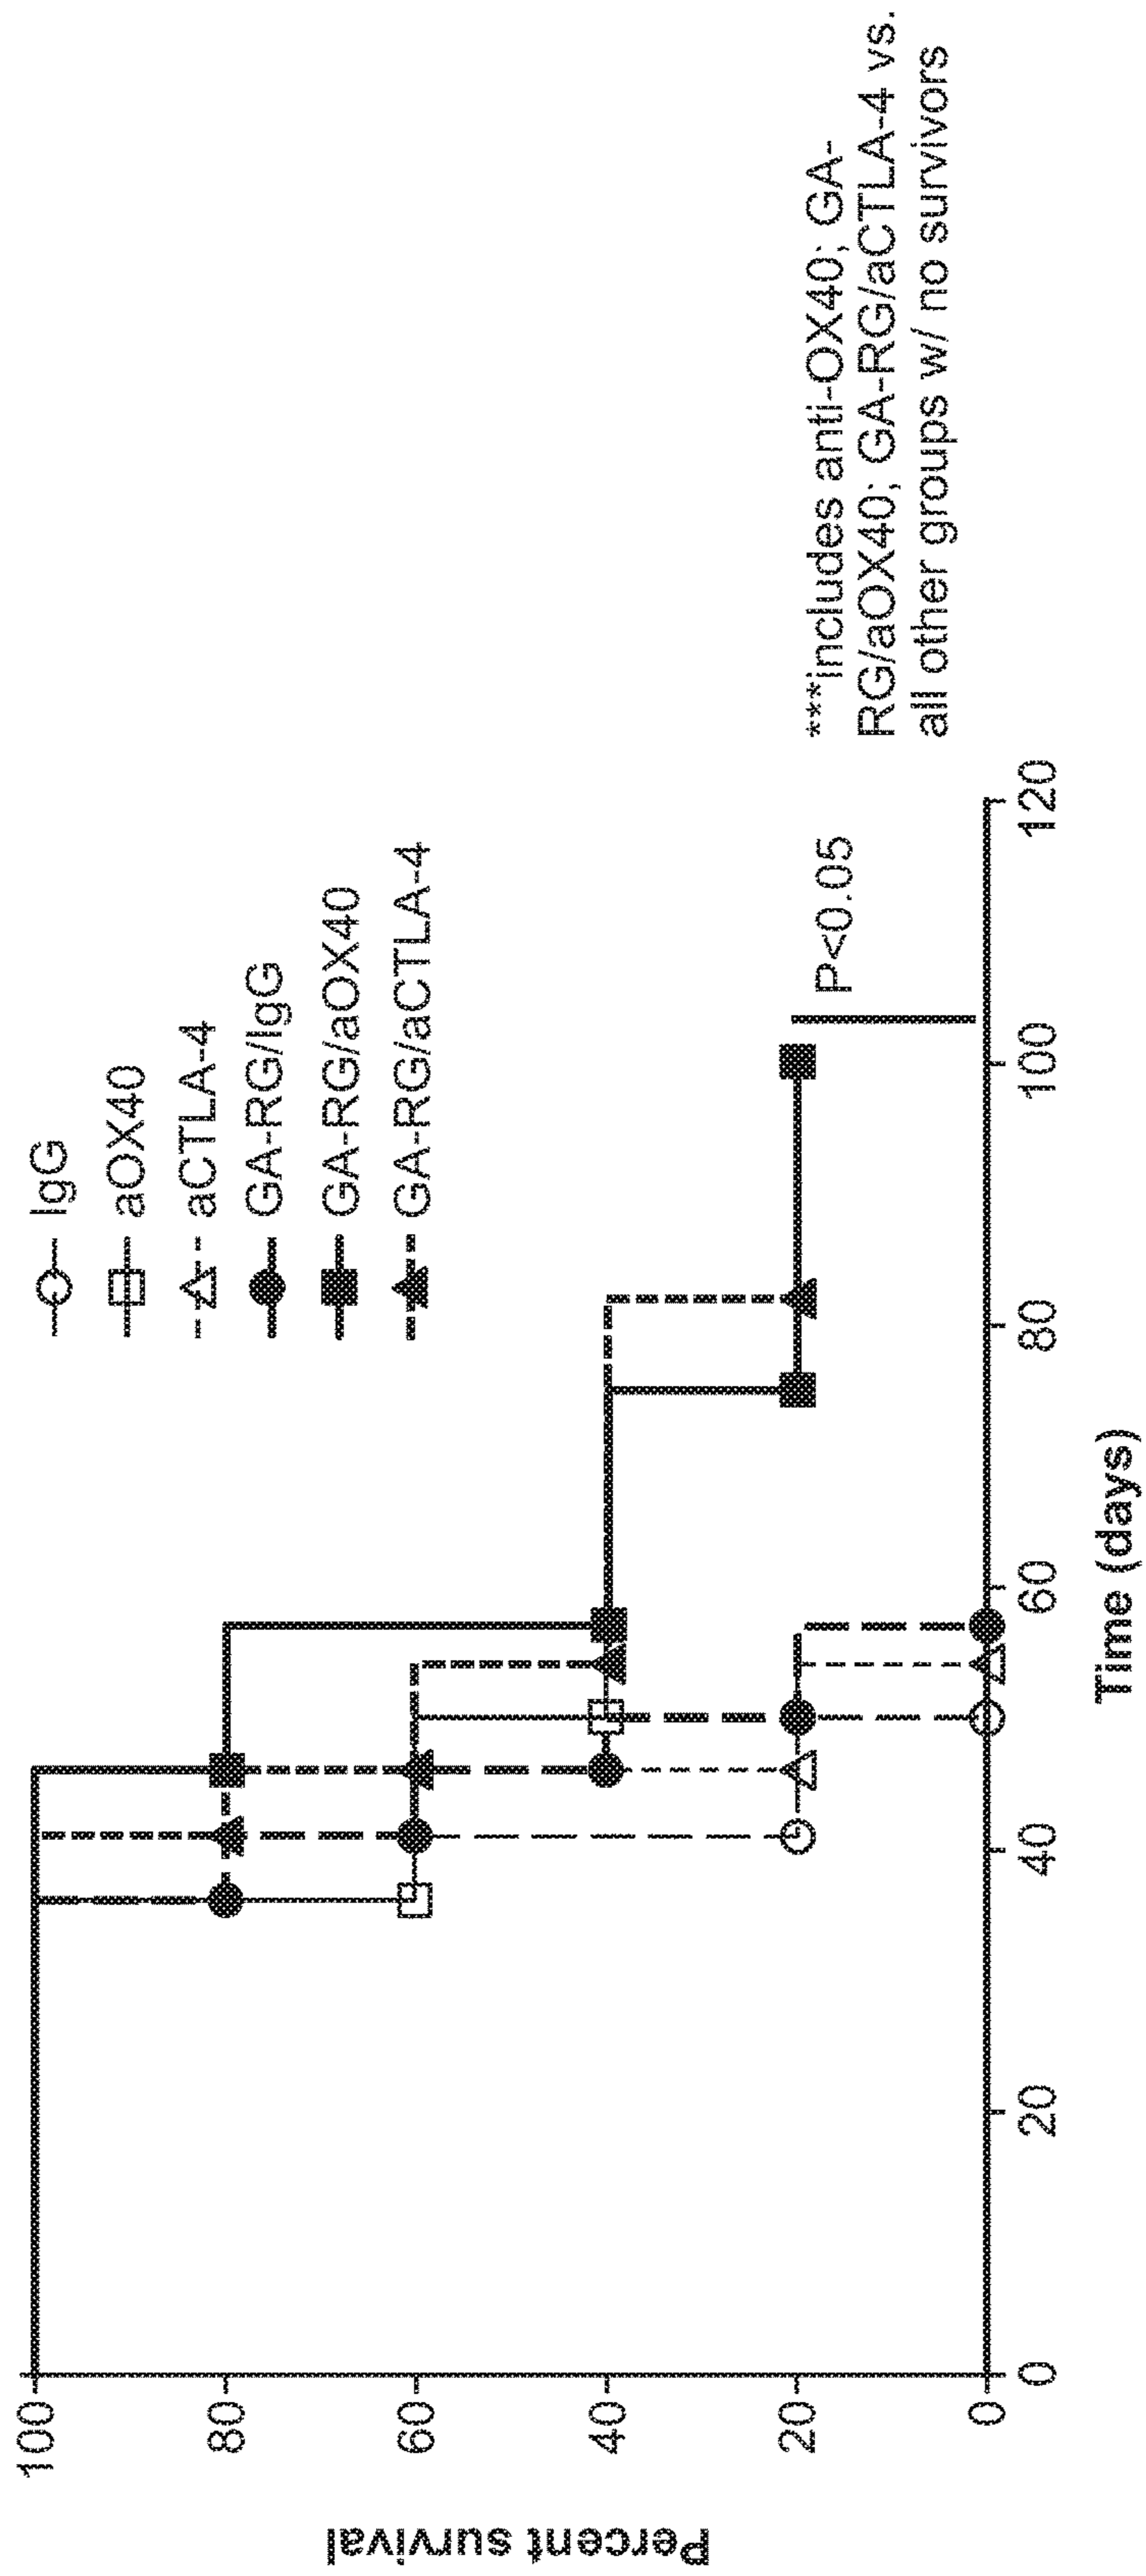 IgG
aOX40
aCTLA-4
GA-RG/IgG
GA-RG/aOX40
GA-RG/aCTLA-4
Percent survival
100
80
60
40
20
0
0
20
40
60
80
100
120
Time (days)
P<0.05
***includes anti-OX40; GA-
RG/aOX40; GA-RG/aCTLA-4 vs.
all other groups w/ no survivors